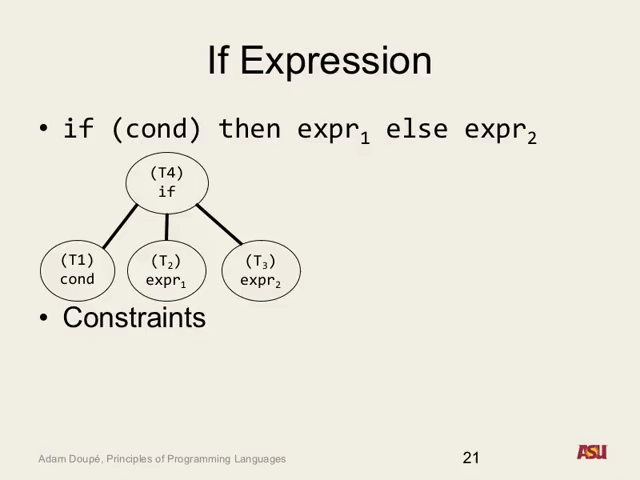 If Expression
• if (cond) then expr₁ else expr₂
(T4)
if
(T1)
cond
(T₂)
expr₁
(T₃)
expr₂
• Constraints
Adam Doupé, Principles of Programming Languages
21
ASU